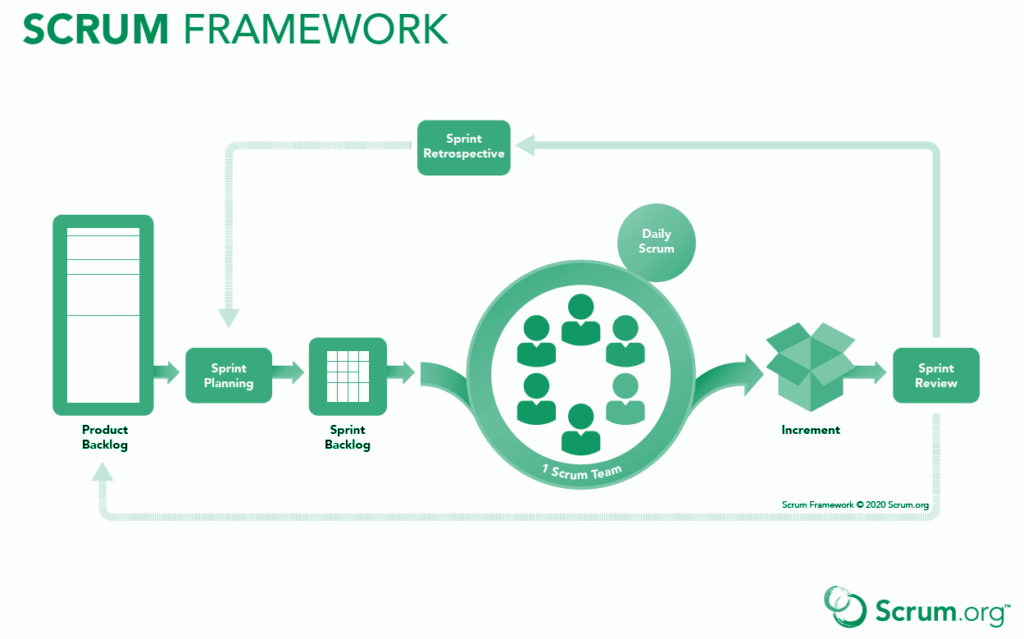 SCRUM FRAMEWORK
Sprint
Retrospective
Daily
Scrum
Sprint
Planning
Sprint
Review
Product
Backlog
Sprint
Backlog
Increment
1 Scrum Team
Scrum Framework © 2020 Scrum.org
Scrum.org™